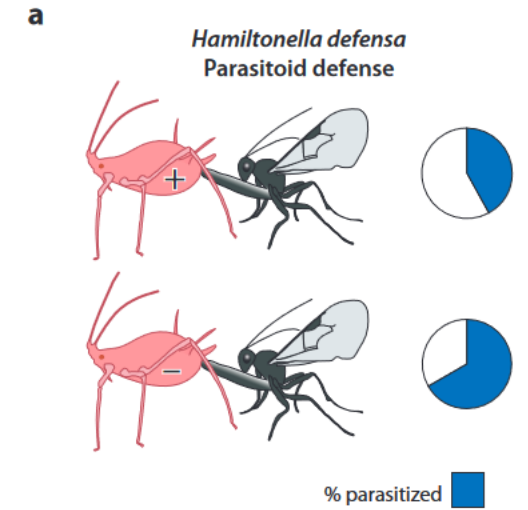 a
Hamiltonella defensa
Parasitoid defense
+
−
% parasitized